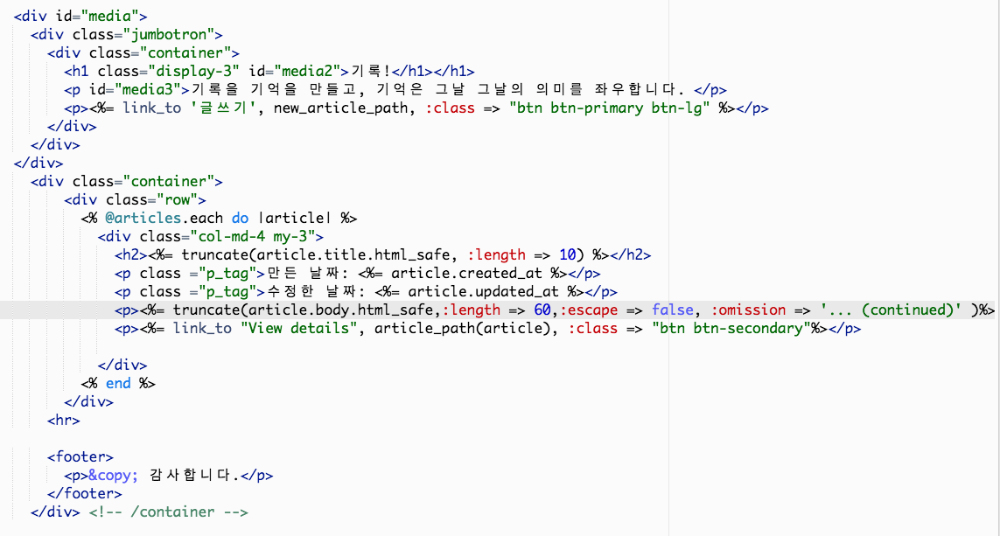 <div id="media">
<div class="jumbotron">
<div class="container">
<h1 class="display-3" id="media2">기록!</h1></h1>
<p id="media3">기록을 기억을 만들고, 기억은 그날 그날의 의미를 좌우합니다. </p>
<p><%= link_to '글쓰기', new_article_path, :class => "btn btn-primary btn-lg" %></p>
</div>
</div>
</div>
<div class="container">
<div class="row">
<% @articles.each do |article| %>
<div class="col-md-4 my-3">
<h2><%= truncate(article.title.html_safe, :length => 10) %></h2>
<p class ="p_tag">만든 날짜: <%= article.created_at %></p>
<p class ="p_tag">수정한 날짜: <%= article.updated_at %></p>
<p><%= truncate(article.body.html_safe,:length => 60,:escape => false, :omission => '... (continued)' )%>
<p><%= link_to "View details", article_path(article), :class => "btn btn-secondary"%></p>
</div>
<% end %>
</div>
<hr>
<footer>
<p>&copy; 감사합니다.</p>
</footer>
</div> <!-- /container -->